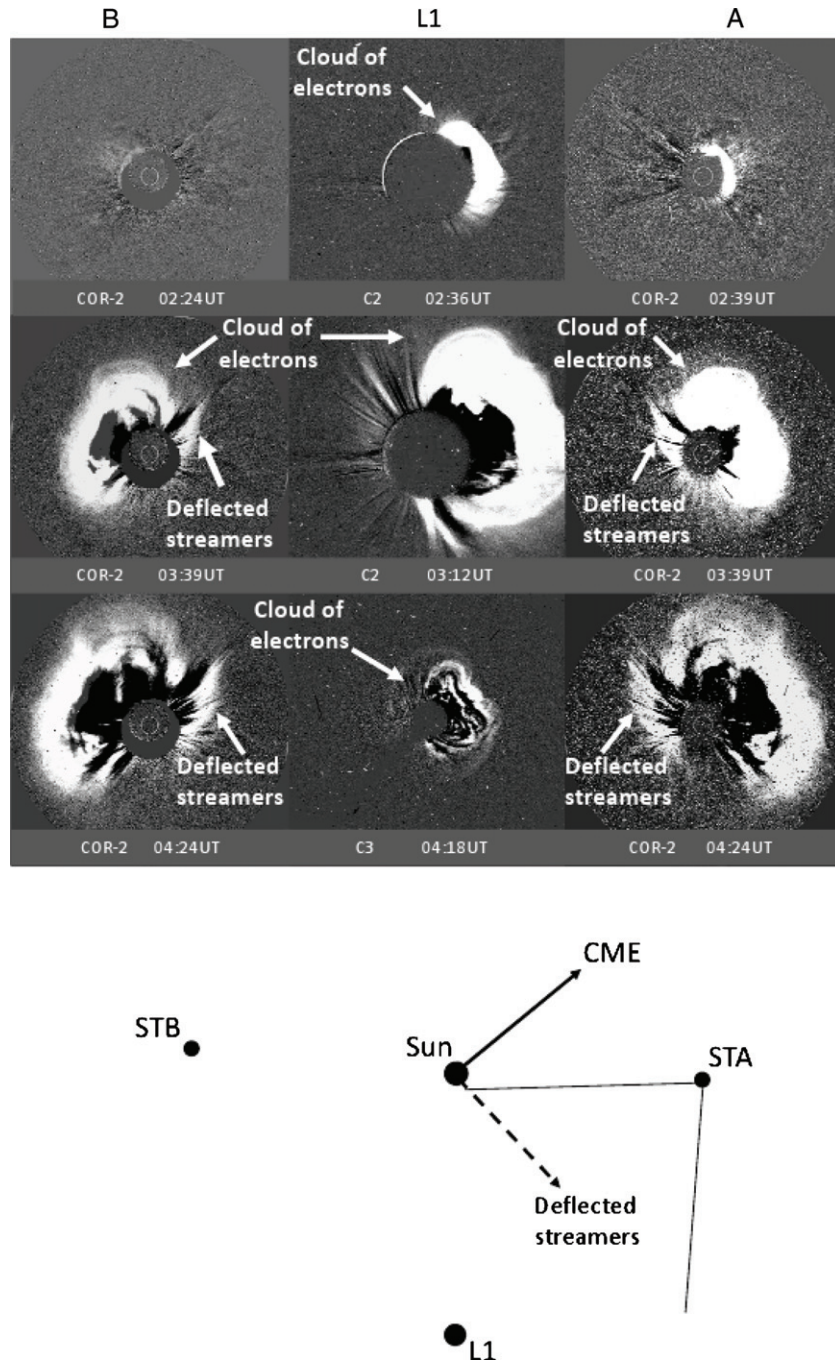 B L1 A
Cloud of
electrons
COR-2 02:24UT C2 02:36UT COR-2 02:39UT
Cloud of
electrons
Cloud of
electrons
Deflected
streamers
Deflected
streamers
COR-2 03:39UT C2 03:12UT COR-2 03:39UT
Cloud of
electrons
Deflected
streamers
Deflected
streamers
COR-2 04:24UT C3 04:18UT COR-2 04:24UT
CME
STB
Sun
STA
Deflected
streamers
L1